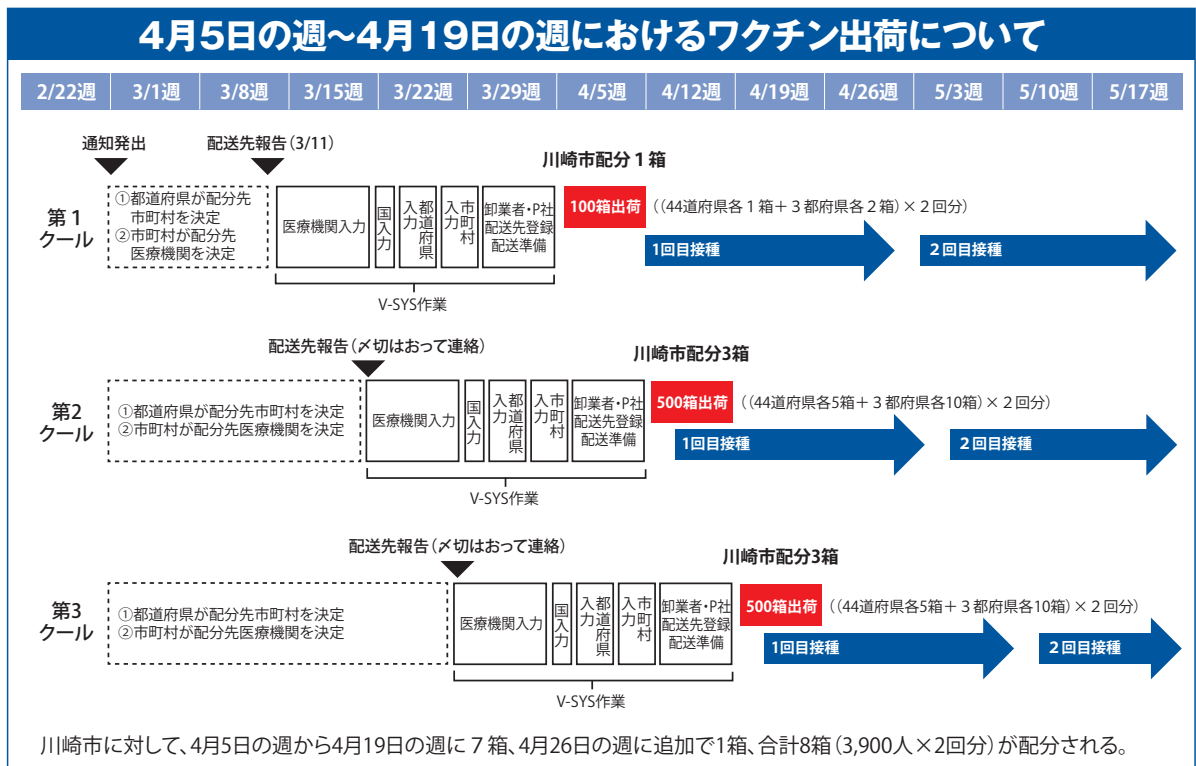 4月5日の週～4月19日の週におけるワクチン出荷について
2/22週 3/1週 3/8週 3/15週 3/22週 3/29週 4/5週 4/12週 4/19週 4/26週 5/3週 5/10週 5/17週
通知発出
配送先報告(3/11)
川崎市配分１箱
第１
クール
①都道府県が配分先
市町村を決定
②市町村が配分先
医療機関を決定
医療機関入力
国入力
都道府県
入力
市町村
入力
卸業者・P社
配送先登録
配送準備
V-SYS作業
100箱出荷
((44道府県各１箱＋３都府県各２箱)×２回分)
1回目接種
２回目接種
配送先報告(〆切はおって連絡)
川崎市配分3箱
第2
クール
①都道府県が配分先市町村を決定
②市町村が配分先医療機関を決定
医療機関入力
国入力
都道府県
入力
市町村
入力
卸業者・P社
配送先登録
配送準備
V-SYS作業
500箱出荷
((44道府県各5箱＋３都府県各10箱)×２回分)
1回目接種
２回目接種
配送先報告(〆切はおって連絡)
川崎市配分3箱
第3
クール
①都道府県が配分先市町村を決定
②市町村が配分先医療機関を決定
医療機関入力
国入力
都道府県
入力
市町村
入力
卸業者・P社
配送先登録
配送準備
V-SYS作業
500箱出荷
((44道府県各5箱＋３都府県各10箱)×２回分)
1回目接種
２回目接種
川崎市に対して、4月5日の週から4月19日の週に７箱、4月26日の週に追加で1箱、合計8箱(3,900人×2回分)が配分される。